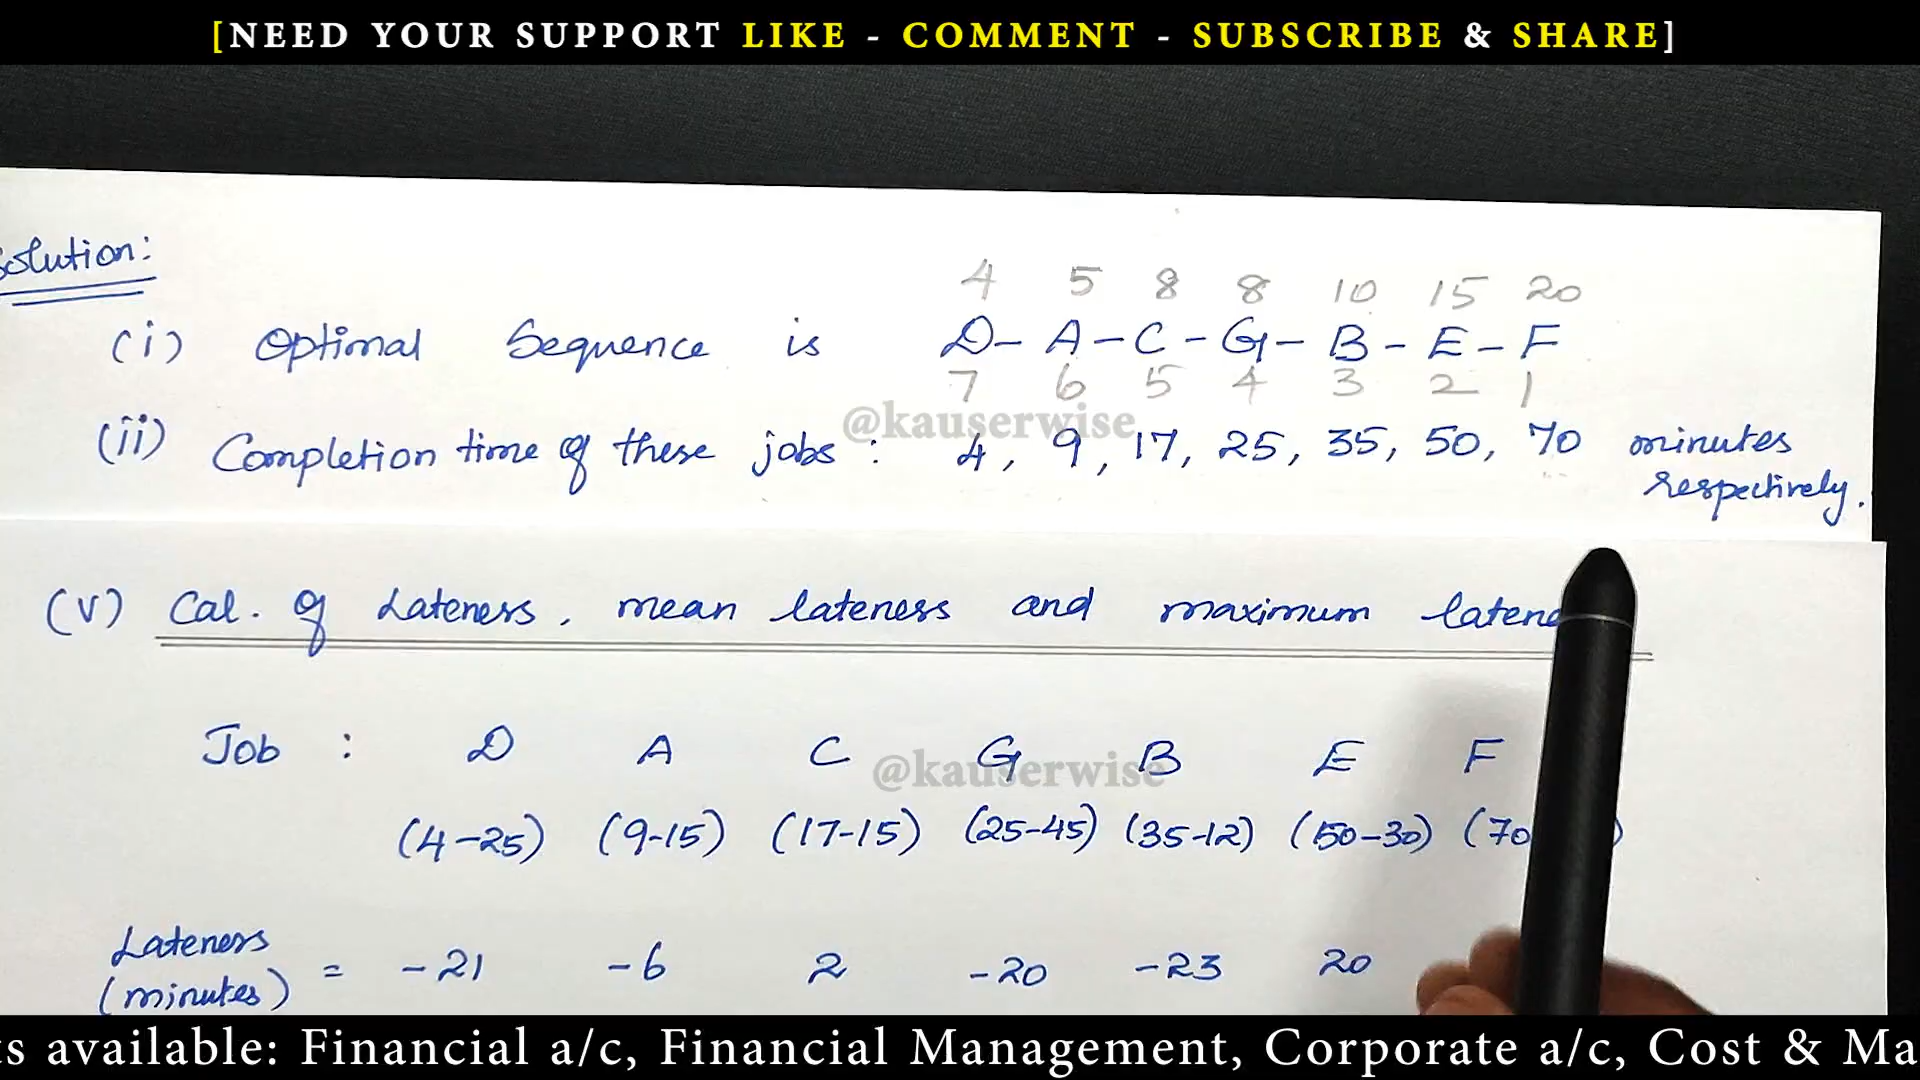 [NEED YOUR SUPPORT LIKE - COMMENT - SUBSCRIBE & SHARE]
Solution:
4 5 8 8 10 15 20
(i) Optimal Sequence is D - A - C - G - B - E - F
7 6 5 4 3 2 1
@kauserwise
(ii) Completion time of these jobs : 4, 9, 17, 25, 35, 50, 70 minutes
respectively.
(V) Cal. of Lateness, mean lateness and maximum
Job : D A C G B E F
@kauserwise
(4-25) (9-15) (17-15) (25-45) (35-12) (50-30) (70
Lateness
(minutes) = -21 -6 2 -20 -23 20
available: Financial a/c, Financial Management, Corporate a/c, Cost &